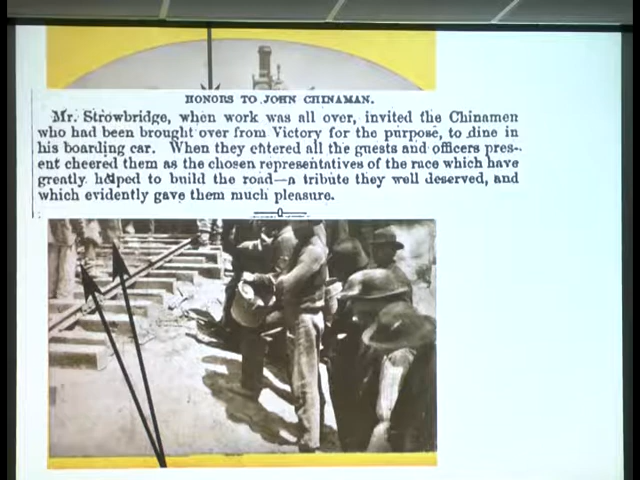 HONORS TO JOHN CHINAMAN.
Mr. Strowbridge, when work was all over, invited the Chinamen
who had been brought over from Victory for the purpose, to dine in
his boarding car. When they entered all the guests and officers pres-
ent cheered them as the chosen representatives of the race which have
greatly helped to build the road—a tribute they well deserved, and
which evidently gave them much pleasure.